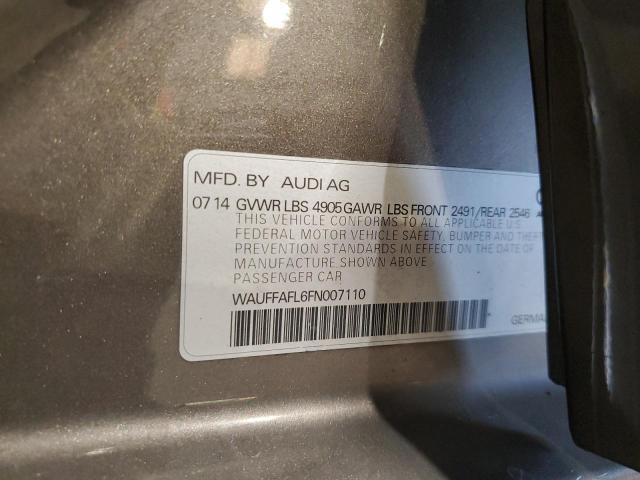 MFD. BY AUDI AG
07 14 GVWR LBS 4905 GAWR LBS FRONT 2491/REAR 2546
THIS VEHICLE CONFORMS TO ALL APPLICABLE U.S.
FEDERAL MOTOR VEHICLE SAFETY, BUMPER AND THEFT
PREVENTION STANDARDS IN EFFECT ON THE DATE OF
MANUFACTURE SHOWN ABOVE
PASSENGER CAR
WAUFFAFL6FN007110